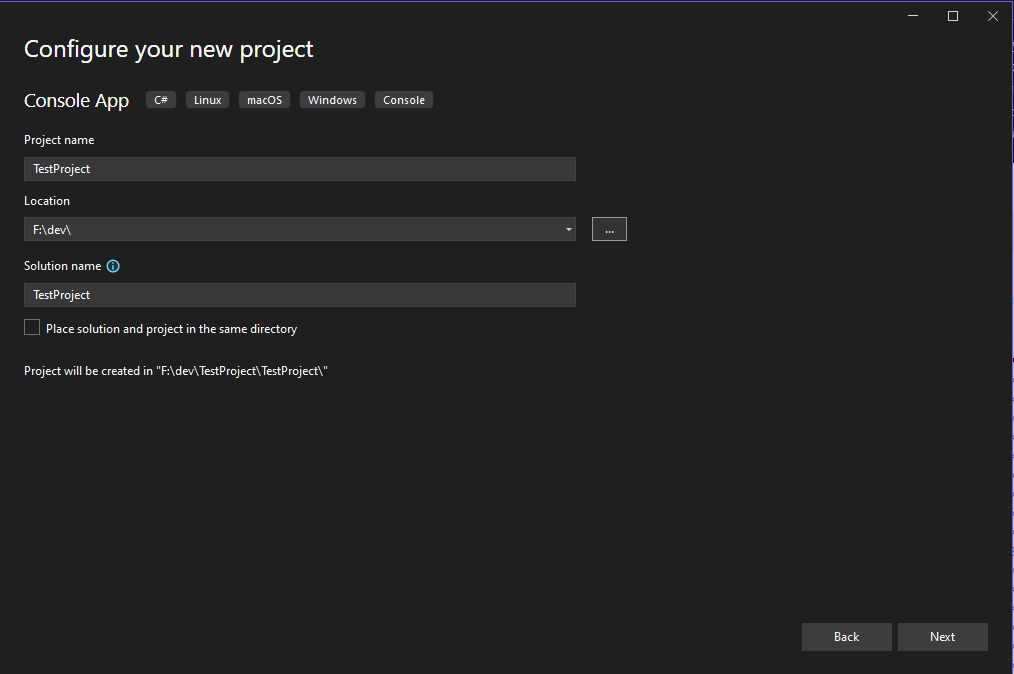 Configure your new project
Console App C# Linux macOS Windows Console
Project name
TestProject
Location
F:\dev\
...
Solution name
TestProject
Place solution and project in the same directory
Project will be created in "F:\dev\TestProject\TestProject\"
Back Next